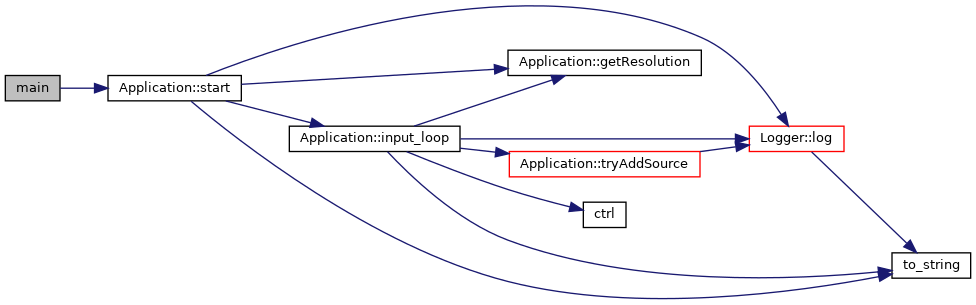 main
Application::start
Application::getResolution
Application::input_loop
Logger::log
Application::tryAddSource
ctrl
to_string